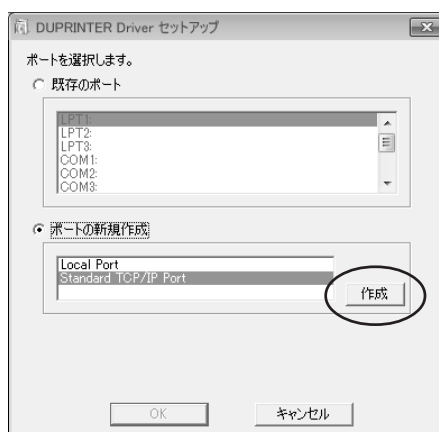 DUPRINTER Driver セットアップ
ポートを選択します。
既存のポート
LPT1:
LPT2:
LPT3:
COM1:
COM2:
COM3:
ポートの新規作成
Local Port
Standard TCP/IP Port
作成
OK
キャンセル